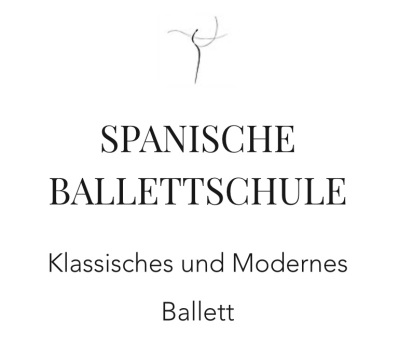 SPANISCHE
BALLETTSCHULE
Klassisches und Modernes
Ballett